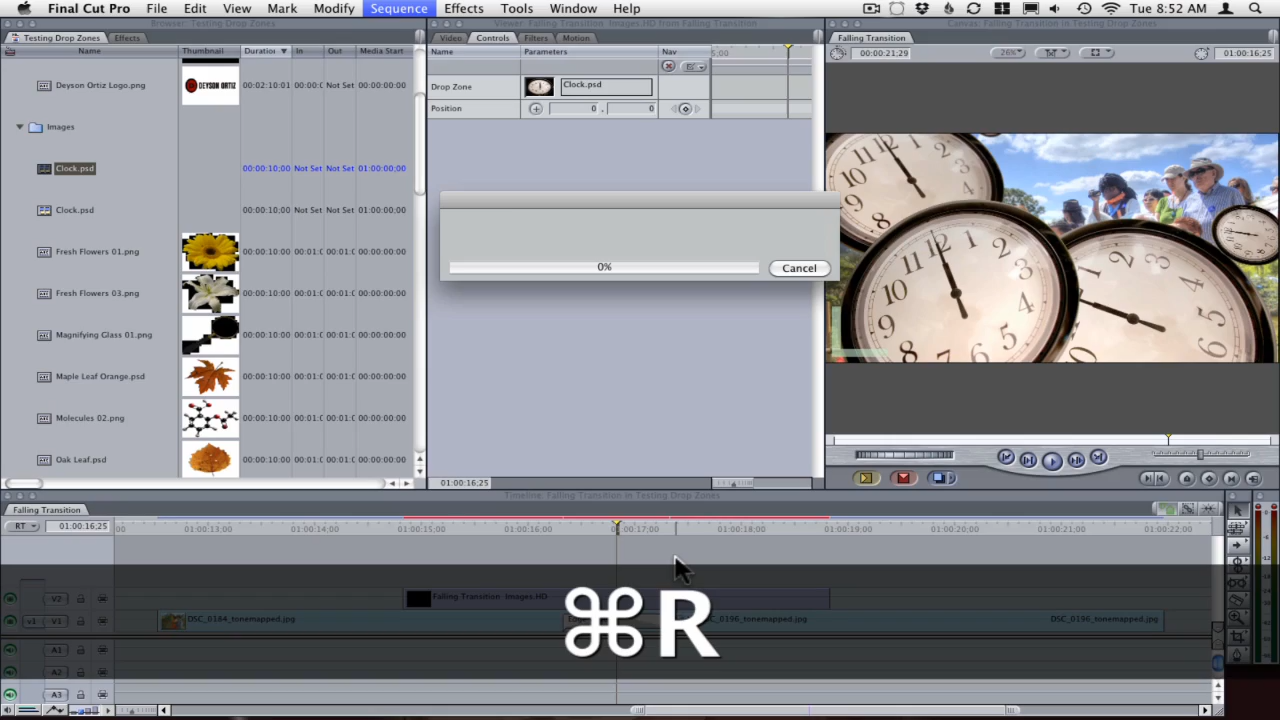 Final Cut Pro File Edit View Mark Modify Sequence Effects Tools Window Help Tue 8:52 AM
Browser: Testing Drop Zones
Testing Drop Zones Effects
Name Thumbnail Duration In Out Media Start
Deyson Ortiz Logo.png DEYSON ORTIZ 00:02:10:01 00:00:0 Not Set 00:00:00:00
Images
Clock.psd 00:00:10;00 Not Set Not Set 01:00:00;00
Clock.psd 00:00:10;00 Not Set Not Set 01:00:00;00
Fresh Flowers 01.png 00:00:10:00 00:01:0 00:01:0 00:00:00:00
Fresh Flowers 03.png 00:00:10:00 00:01:0 00:01:0 00:00:00:00
Magnifying Glass 01.png 00:00:10:00 00:01:0 00:01:0 00:00:00:00
Maple Leaf Orange.psd 00:00:10:00 00:01:0 00:01:0 00:00:00:00
Molecules 02.png 00:00:10:00 00:01:0 00:01:0 00:00:00:00
Oak Leaf.psd 00:00:10:00 00:01:0 00:01:0 00:00:00:00
Viewer: Falling Transition Images.HD from Falling Transition
Video Controls Filters Motion
Name Parameters Nav 5;00
Drop Zone Clock.psd
Position 0 , 0
0%
Cancel
01:00:16;25
Canvas: Falling Transition in Testing Drop Zones
Falling Transition
00:00:21;29 26% 01:00:16;25
Timeline: Falling Transition in Testing Drop Zones
Falling Transition
RT 01:00:16;25 00 01:00:13;00 01:00:14;00 01:00:15;00 01:00:16;00 01:00:17;00 01:00:18;00 01:00:19;00 01:00:20;00 01:00:21;00 01:00:22;00
V2 Falling Transition Images.HD
v1 V1 DSC_0184_tonemapped.jpg DSC_0196_tonemapped.jpg DSC_0196_tonemapped.jpg
A1
A2
A3
⌘R